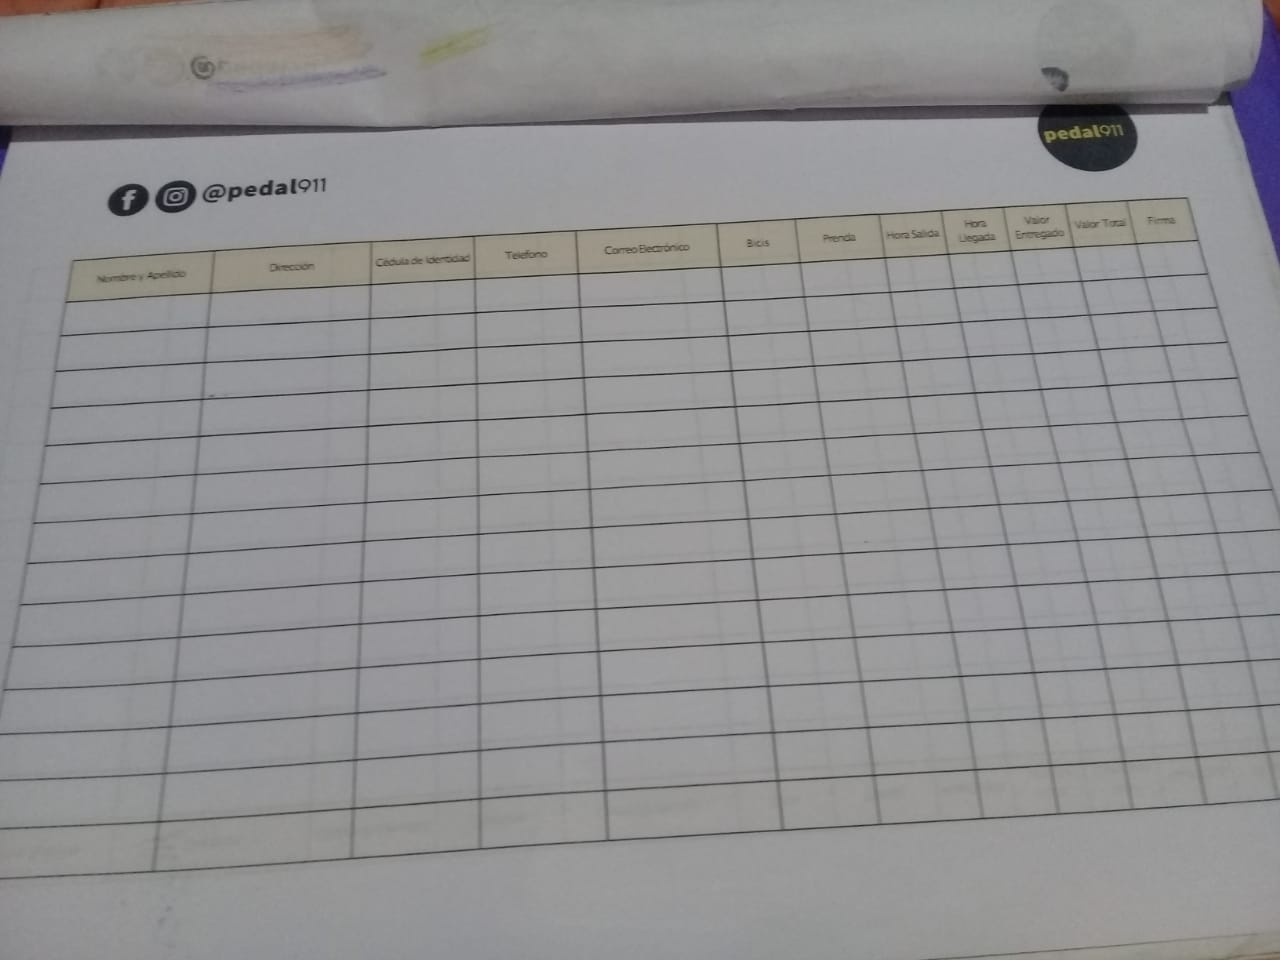 pedal911
@pedal911
Nombre y Apellido Dirección Cédula de Identidad Teléfono Correo Electrónico Bicis Prenda Hora Salida Hora Llegada Valor Entregado Valor Total Firma